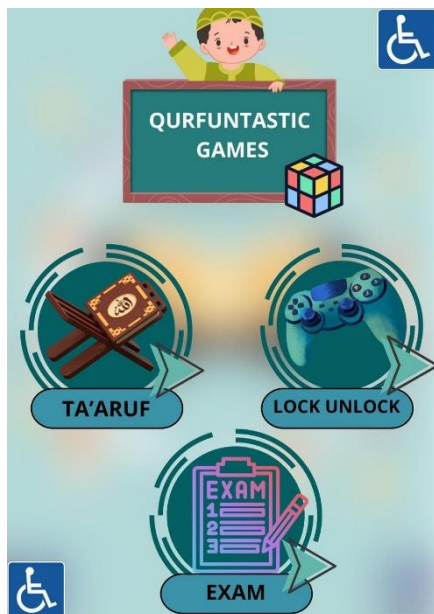 QURFUNTASTIC
GAMES
TA'ARUF
LOCK UNLOCK
EXAM
1
2
3
EXAM